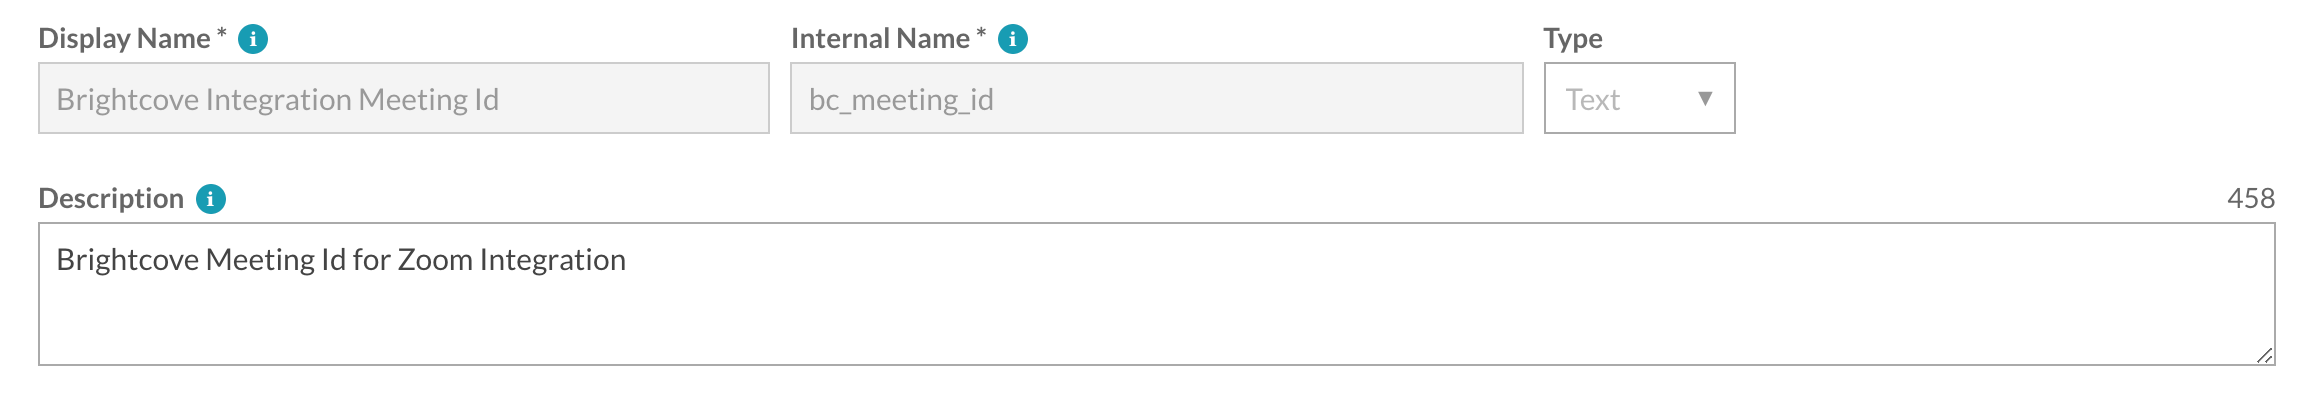 Display Name * i Internal Name * i Type
Brightcove Integration Meeting Id bc_meeting_id Text ▼
Description i 458
Brightcove Meeting Id for Zoom Integration